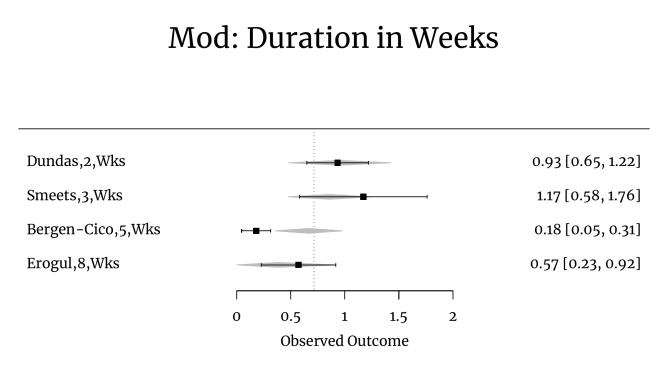 Mod: Duration in Weeks
Dundas,2,Wks 0.93 [0.65, 1.22]
Smeets,3,Wks 1.17 [0.58, 1.76]
Bergen-Cico,5,Wks 0.18 [0.05, 0.31]
Erogul,8,Wks 0.57 [0.23, 0.92]
0 0.5 1 1.5 2
Observed Outcome